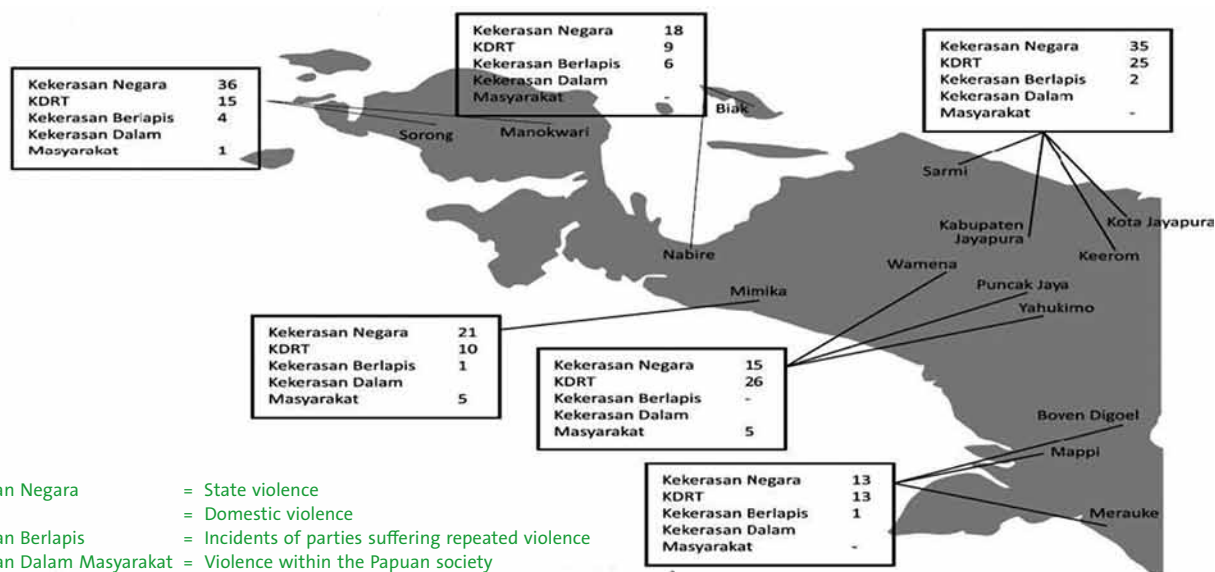 Kekerasan Negara 18
KDRT 9
Kekerasan Berlapis 6
Kekerasan Dalam
Masyarakat -
Kekerasan Negara 35
KDRT 25
Kekerasan Berlapis 2
Kekerasan Dalam
Masyarakat -
Kekerasan Negara 36
KDRT 15
Kekerasan Berlapis 4
Kekerasan Dalam
Masyarakat 1
Biak
Sorong
Manokwari
Sarmi
Kabupaten
Jayapura
Kota Jayapura
Keerom
Nabire
Wamena
Mimika
Puncak Jaya
Yahukimo
Kekerasan Negara 21
KDRT 10
Kekerasan Berlapis 1
Kekerasan Dalam
Masyarakat 5
Kekerasan Negara 15
KDRT 26
Kekerasan Berlapis -
Kekerasan Dalam
Masyarakat 5
Boven Digoel
Mappi
Merauke
Kekerasan Negara 13
KDRT 13
Kekerasan Berlapis 1
Kekerasan Dalam
Masyarakat -
an Negara = State violence
= Domestic violence
an Berlapis = Incidents of parties suffering repeated violence
an Dalam Masyarakat = Violence within the Papuan society